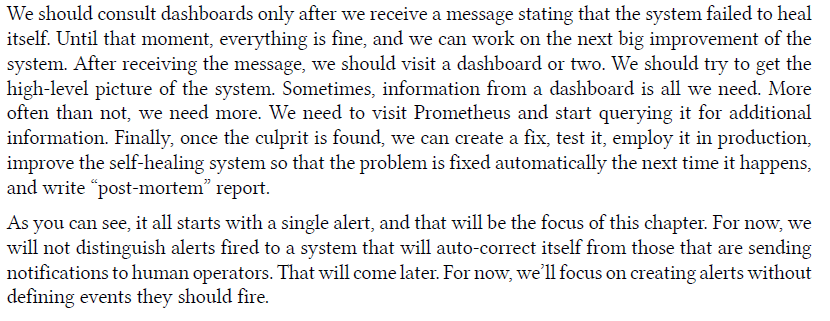 We should consult dashboards only after we receive a message stating that the system failed to heal
itself. Until that moment, everything is fine, and we can work on the next big improvement of the
system. After receiving the message, we should visit a dashboard or two. We should try to get the
high-level picture of the system. Sometimes, information from a dashboard is all we need. More
often than not, we need more. We need to visit Prometheus and start querying it for additional
information. Finally, once the culprit is found, we can create a fix, test it, employ it in production,
improve the self-healing system so that the problem is fixed automatically the next time it happens,
and write “post-mortem” report.
As you can see, it all starts with a single alert, and that will be the focus of this chapter. For now, we
will not distinguish alerts fired to a system that will auto-correct itself from those that are sending
notifications to human operators. That will come later. For now, we’ll focus on creating alerts without
defining events they should fire.